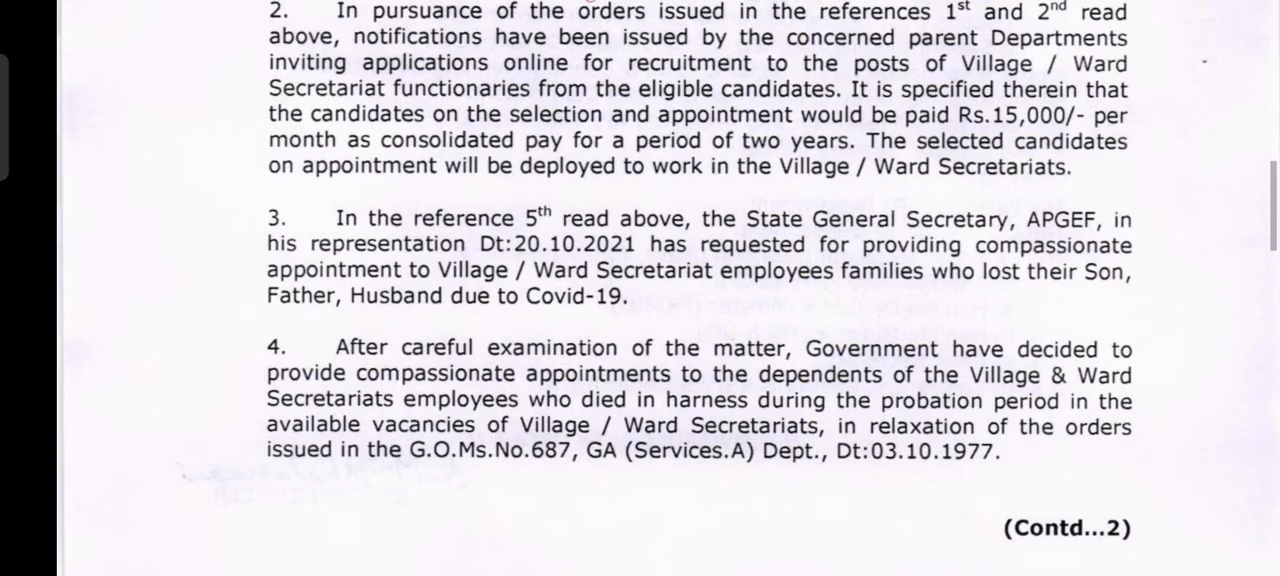 2. In pursuance of the orders issued in the references 1st and 2nd read
above, notifications have been issued by the concerned parent Departments
inviting applications online for recruitment to the posts of Village / Ward
Secretariat functionaries from the eligible candidates. It is specified therein that
the candidates on the selection and appointment would be paid Rs.15,000/- per
month as consolidated pay for a period of two years. The selected candidates
on appointment will be deployed to work in the Village / Ward Secretariats.
3. In the reference 5th read above, the State General Secretary, APGEF, in
his representation Dt:20.10.2021 has requested for providing compassionate
appointment to Village / Ward Secretariat employees families who lost their Son,
Father, Husband due to Covid-19.
4. After careful examination of the matter, Government have decided to
provide compassionate appointments to the dependents of the Village & Ward
Secretariats employees who died in harness during the probation period in the
available vacancies of Village / Ward Secretariats, in relaxation of the orders
issued in the G.O.Ms.No.687, GA (Services.A) Dept., Dt:03.10.1977.
(Contd...2)